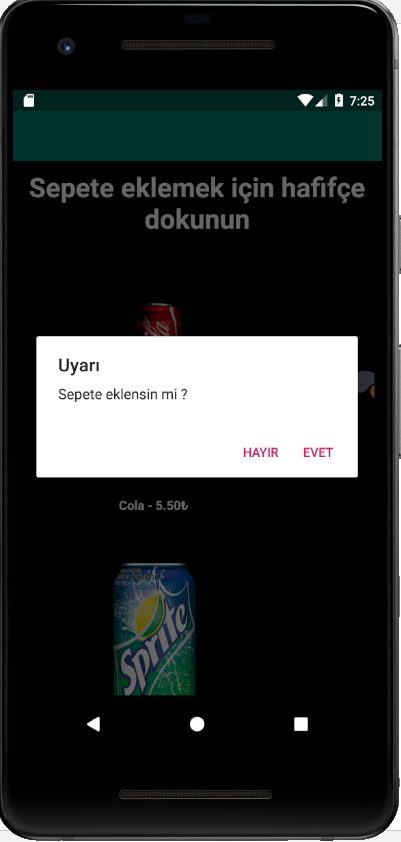 7:25
Sepete eklemek için hafifçe
dokunun
Uyarı
Sepete eklensin mi ?
HAYIR
EVET
Cola - 5.50₺
Sprite